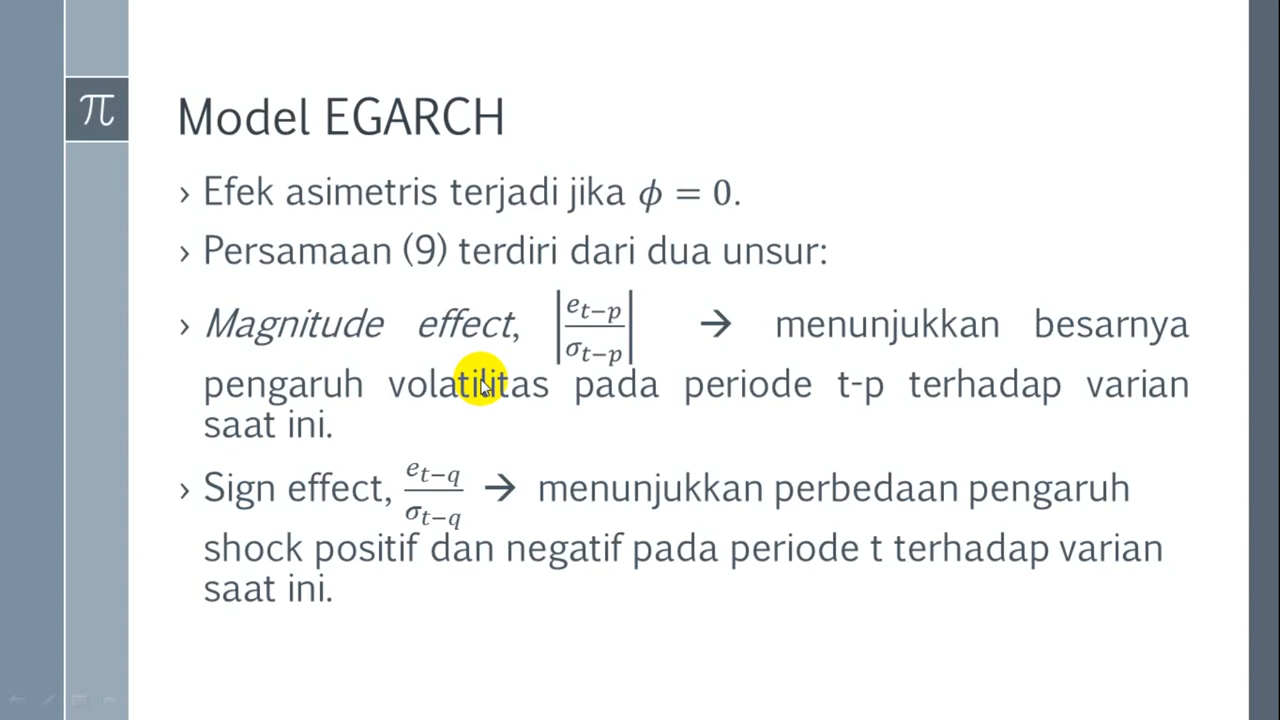 π
Model EGARCH
› Efek asimetris terjadi jika ϕ = 0.
› Persamaan (9) terdiri dari dua unsur:
› Magnitude effect, |e_{t−p}/σ_{t−p}| → menunjukkan besarnya
pengaruh volatilitas pada periode t-p terhadap varian
saat ini.
› Sign effect, e_{t−q}/σ_{t−q} → menunjukkan perbedaan pengaruh
shock positif dan negatif pada periode t terhadap varian
saat ini.